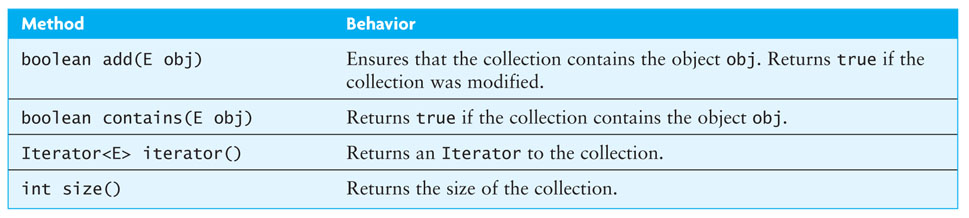 Method Behavior
boolean add(E obj) Ensures that the collection contains the object obj. Returns true if the
collection was modified.
boolean contains(E obj) Returns true if the collection contains the object obj.
Iterator<E> iterator() Returns an Iterator to the collection.
int size() Returns the size of the collection.